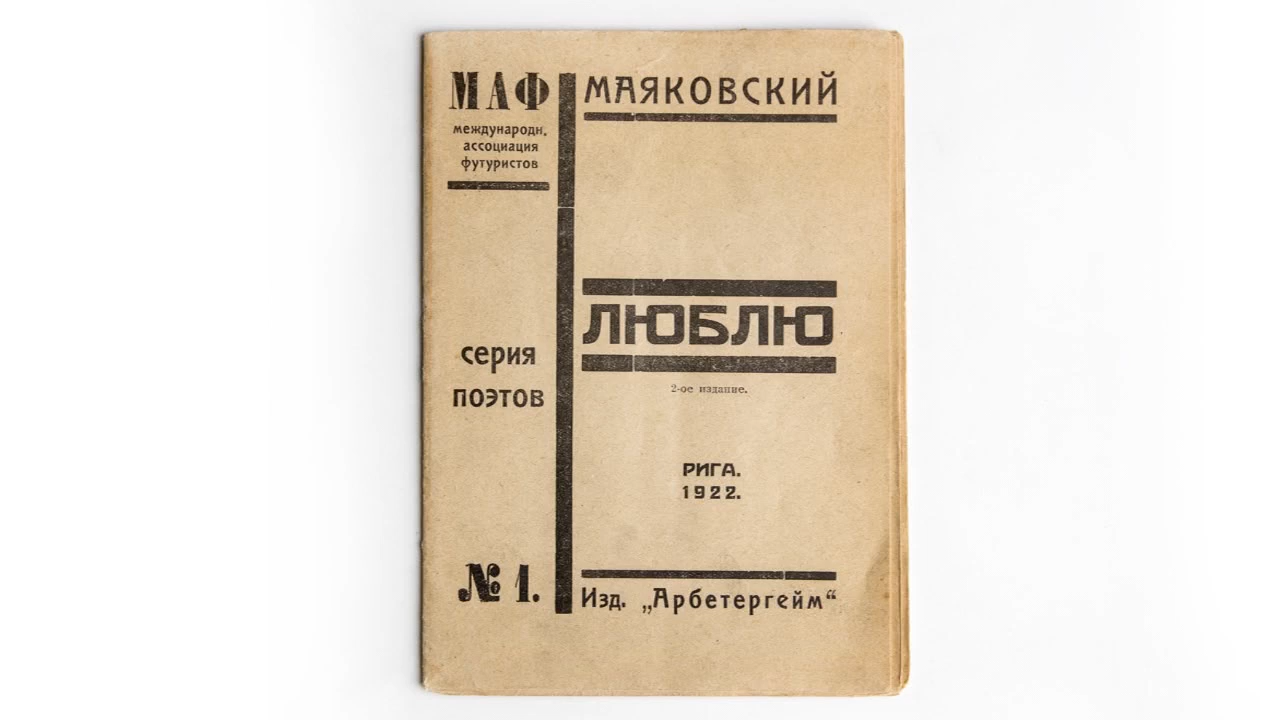 МАФ
международн.
ассоциация
футуристов
серия
поэтов
№ 1.
МАЯКОВСКИЙ
ЛЮБЛЮ
2-ое издание.
РИГА.
1922.
Изд. „Арбетергейм“